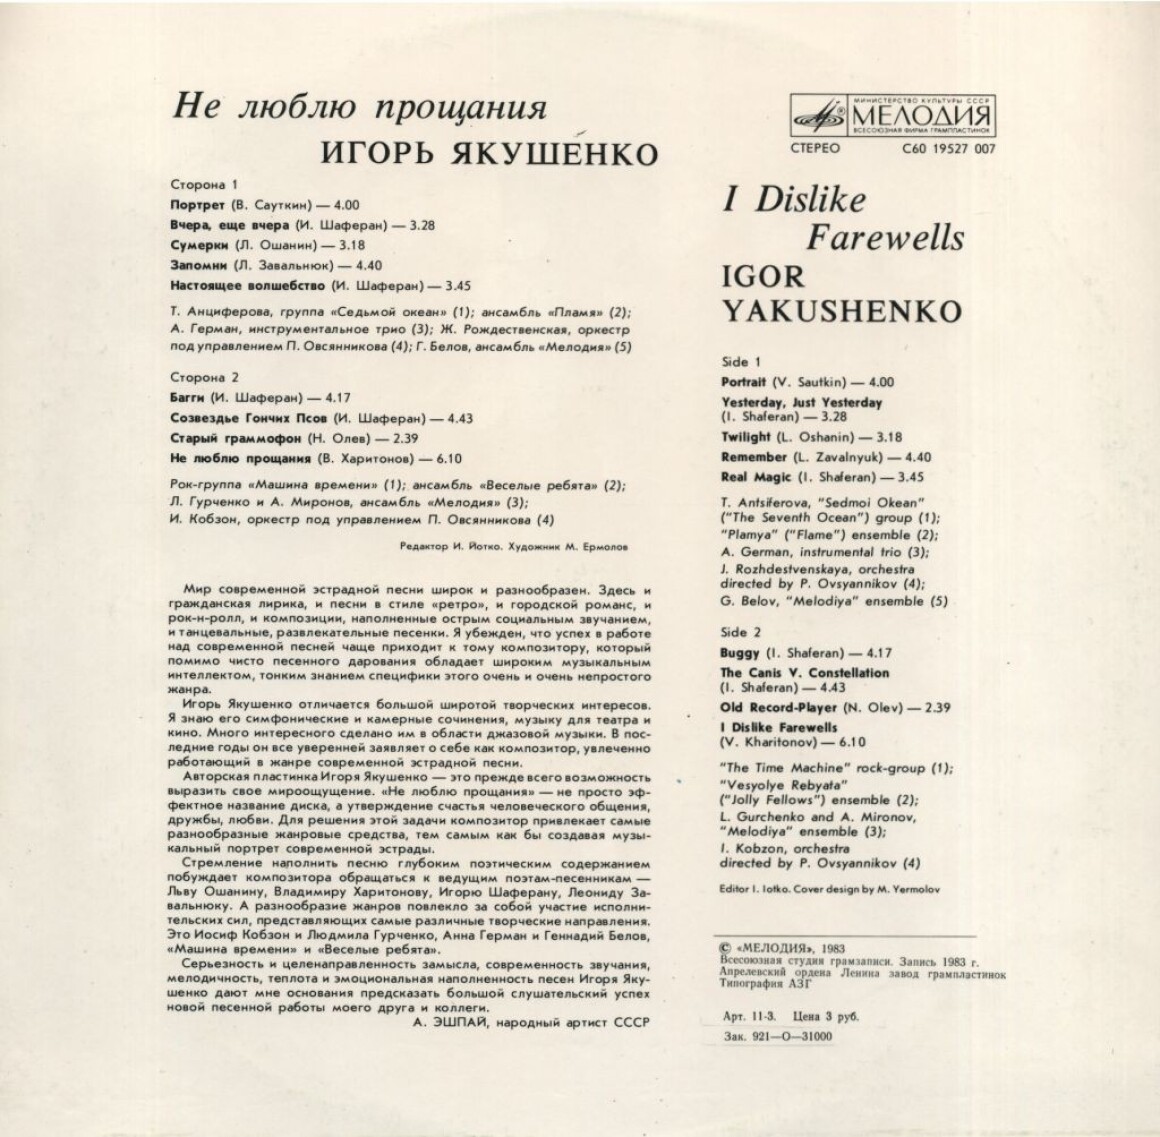 Не люблю прощания
ИГОРЬ ЯКУШЕНКО
Сторона 1
Портрет (В. Сауткин) — 4.00
Вчера, еще вчера (И. Шаферан) — 3.28
Сумерки (Л. Ошанин) — 3.18
Запомни (Л. Завальнюк) — 4.40
Настоящее волшебство (И. Шаферан) — 3.45
Т. Анциферова, группа «Седьмой океан» (1); ансамбль «Пламя» (2);
А. Герман, инструментальное трио (3); Ж. Рождественская, оркестр
под управлением П. Овсянникова (4); Г. Белов, ансамбль «Мелодия» (5)
Сторона 2
Багги (И. Шаферан) — 4.17
Созвездье Гончих Псов (И. Шаферан) — 4.43
Старый граммофон (Н. Олев) — 2.39
Не люблю прощания (В. Харитонов) — 6.10
Рок-группа «Машина времени» (1); ансамбль «Веселые ребята» (2);
Л. Гурченко и А. Миронов, ансамбль «Мелодия» (3);
И. Кобзон, оркестр под управлением П. Овсянникова (4)
Редактор И. Йотко. Художник М. Ермолов
Мир современной эстрадной песни широк и разнообразен. Здесь и
гражданская лирика, и песни в стиле «ретро», и городской романс, и
рок-н-ролл, и композиции, наполненные острым социальным звучанием,
и танцевальные, развлекательные песенки. Я убежден, что успех в работе
над современной песней чаще приходит к тому композитору, который
помимо чисто песенного дарования обладает широким музыкальным
интеллектом, тонким знанием специфики этого очень и очень непростого
жанра.
Игорь Якушенко отличается большой широтой творческих интересов.
Я знаю его симфонические и камерные сочинения, музыку для театра и
кино. Много интересного сделано им в области джазовой музыки. В пос-
ледние годы он все уверенней заявляет о себе как композитор, увлеченно
работающий в жанре современной эстрадной песни.
Авторская пластинка Игоря Якушенко — это прежде всего возможность
выразить свое мироощущение. «Не люблю прощания» — не просто эф-
фектное название диска, а утверждение счастья человеческого общения,
дружбы, любви. Для решения этой задачи композитор привлекает самые
разнообразные жанровые средства, тем самым как бы создавая музы-
кальный портрет современной эстрады.
Стремление наполнить песню глубоким поэтическим содержанием
побуждает композитора обращаться к ведущим поэтам-песенникам —
Льву Ошанину, Владимиру Харитонову, Игорю Шаферану, Леониду За-
вальнюку. А разнообразие жанров повлекло за собой участие исполни-
тельских сил, представляющих самые различные творческие направления.
Это Иосиф Кобзон и Людмила Гурченко, Анна Герман и Геннадий Белов,
«Машина времени» и «Веселые ребята».
Серьезность и целенаправленность замысла, современность звучания,
мелодичность, теплота и эмоциональная наполненность песен Игоря Яку-
шенко дают мне основания предсказать большой слушательский успех
новой песенной работы моего друга и коллеги.
А. ЭШПАЙ, народный артист СССР
МИНИСТЕРСТВО КУЛЬТУРЫ СССР
МЕЛОДИЯ
ВСЕСОЮЗНАЯ ФИРМА ГРАМПЛАСТИНОК
СТЕРЕО С60 19527 007
I Dislike
Farewells
IGOR
YAKUSHENKO
Side 1
Portrait (V. Sautkin) — 4.00
Yesterday, Just Yesterday
(I. Shaferan) — 3.28
Twilight (L. Oshanin) — 3.18
Remember (L. Zavalnyuk) — 4.40
Real Magic (I. Shaferan) — 3.45
T. Antsiferova, "Sedmoi Okean"
("The Seventh Ocean") group (1);
"Plamya" ("Flame") ensemble (2);
A. German, instrumental trio (3);
J. Rozhdestvenskaya, orchestra
directed by P. Ovsyannikov (4);
G. Belov, "Melodiya" ensemble (5)
Side 2
Buggy (I. Shaferan) — 4.17
The Canis V. Constellation
(I. Shaferan) — 4.43
Old Record-Player (N. Olev) — 2.39
I Dislike Farewells
(V. Kharitonov) — 6.10
"The Time Machine" rock-group (1);
"Vesyolye Rebyata"
("Jolly Fellows") ensemble (2);
L. Gurchenko and A. Mironov,
"Melodiya" ensemble (3);
I. Kobzon, orchestra
directed by P. Ovsyannikov (4)
Editor I. Iotko. Cover design by M. Yermolov
© «МЕЛОДИЯ», 1983
Всесоюзная студия грамзаписи. Запись 1983 г.
Апрелевский ордена Ленина завод грампластинок
Типография АЗГ
Арт. 11-3. Цена 3 руб.
Зак. 921—О—31000